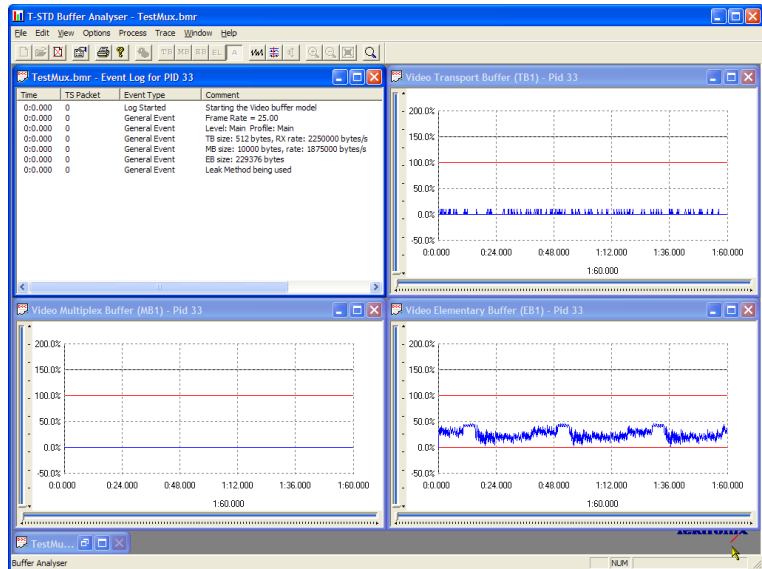 T-STD Buffer Analyser - TestMux.bmr
File Edit View Options Process Trace Window Help
TB MB EB EL A
TestMux.bmr - Event Log for PID 33
Time TS Packet Event Type Comment
0:0.000 0 Log Started Starting the Video buffer model
0:0.000 0 General Event Frame Rate = 25.00
0:0.000 0 General Event Level: Main Profile: Main
0:0.000 0 General Event TB size: 512 bytes, RX rate: 2250000 bytes/s
0:0.000 0 General Event MB size: 10000 bytes, rate: 1875000 bytes/s
0:0.000 0 General Event EB size: 229376 bytes
0:0.000 0 General Event Leak Method being used
Video Transport Buffer (TB1) - Pid 33
200.0%
150.0%
100.0%
50.0%
0.0%
-50.0%
0:0.000 0:24.000 0:48.000 1:12.000 1:36.000 1:60.000
1:60.000
Video Multiplex Buffer (MB1) - Pid 33
200.0%
150.0%
100.0%
50.0%
0.0%
-50.0%
0:0.000 0:24.000 0:48.000 1:12.000 1:36.000 1:60.000
1:60.000
Video Elementary Buffer (EB1) - Pid 33
200.0%
150.0%
100.0%
50.0%
0.0%
-50.0%
0:0.000 0:24.000 0:48.000 1:12.000 1:36.000 1:60.000
1:60.000
TestMu...
Buffer Analyser
NUM